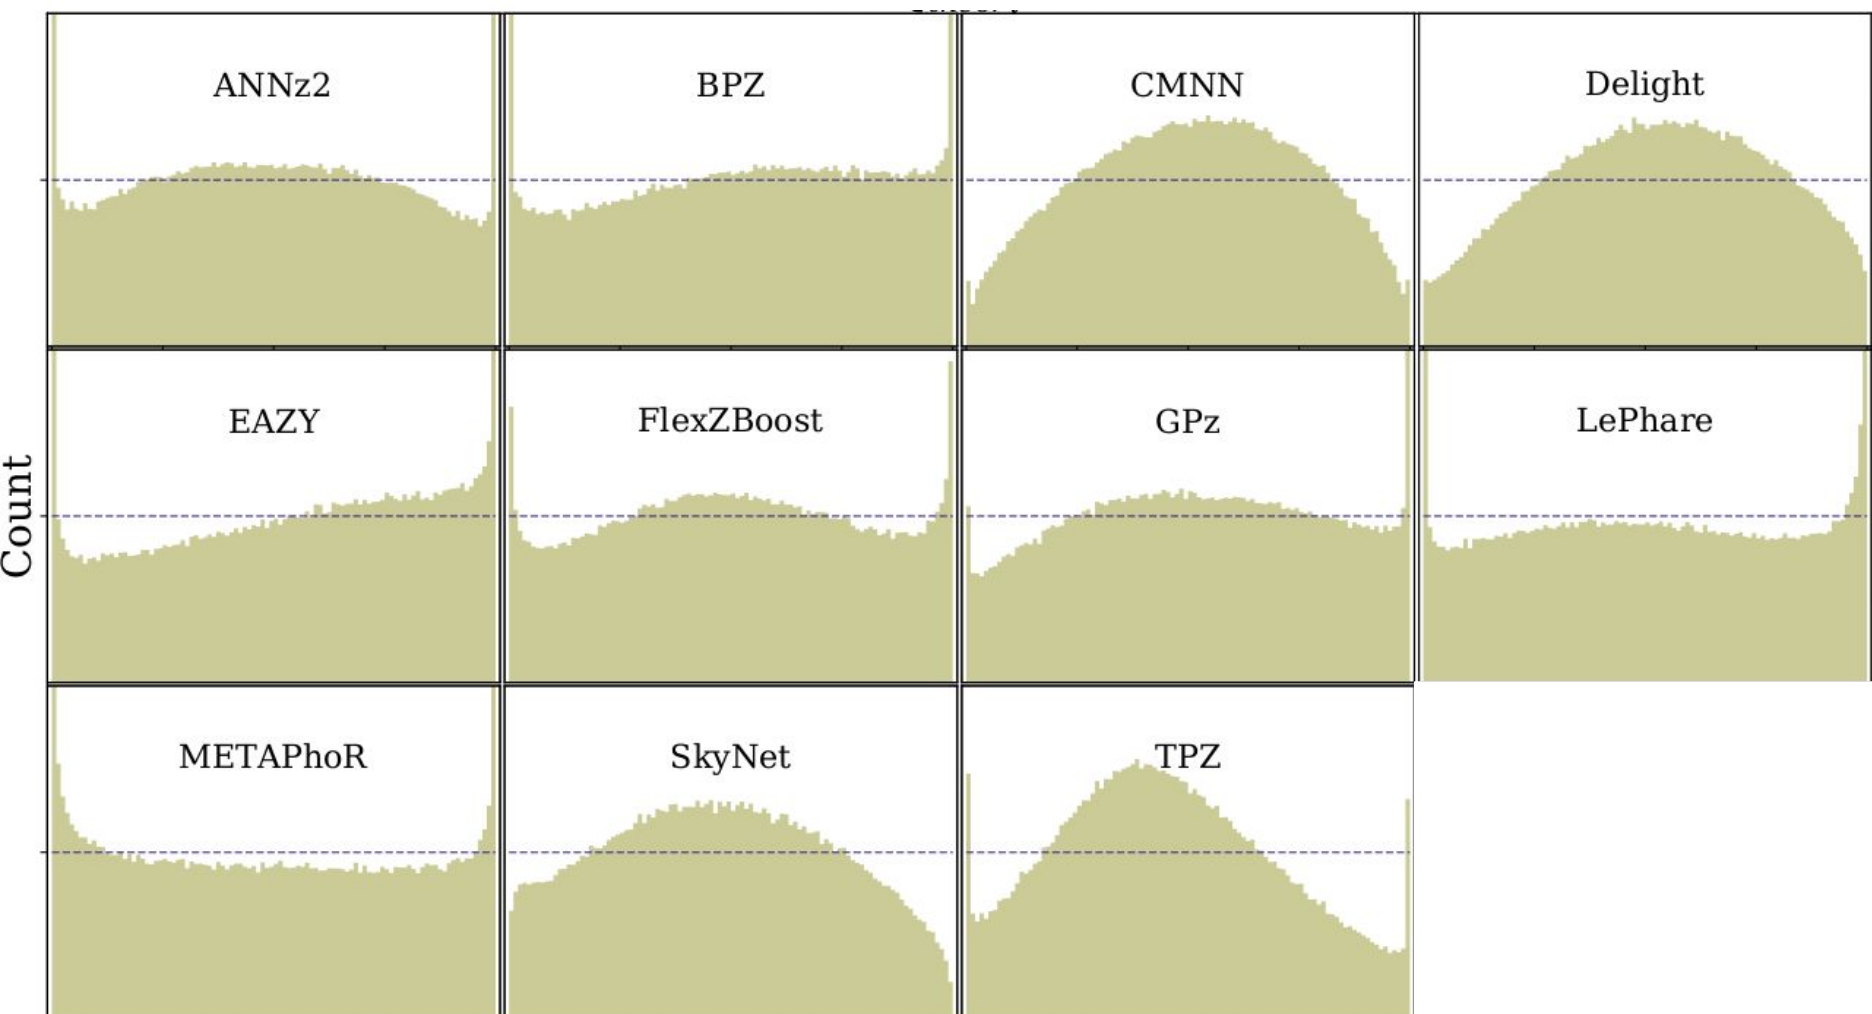 ANNz2
BPZ
CMNN
Delight
EAZY
FlexZBoost
GPz
LePhare
Count
METAPhoR
SkyNet
TPZ